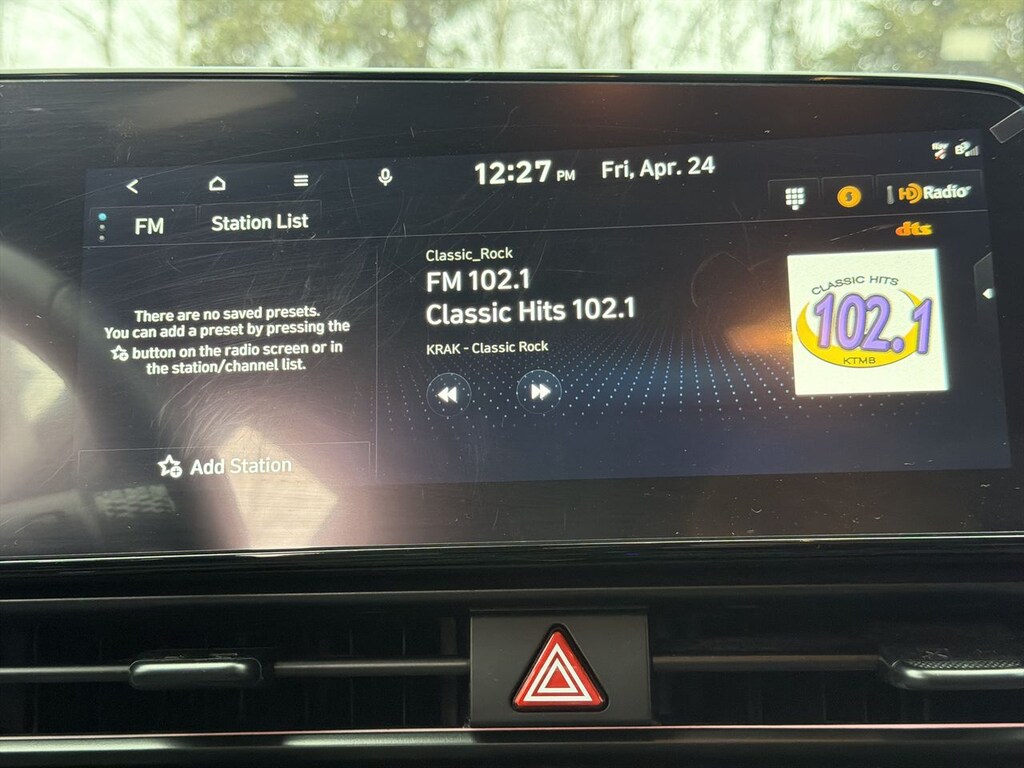 12:27 PM Fri, Apr. 24
HD Radio
dts
FM Station List
There are no saved presets.
You can add a preset by pressing the
button on the radio screen or in
the station/channel list.
Add Station
Classic_Rock
FM 102.1
Classic Hits 102.1
KRAK - Classic Rock
CLASSIC HITS
102.1
KTMB